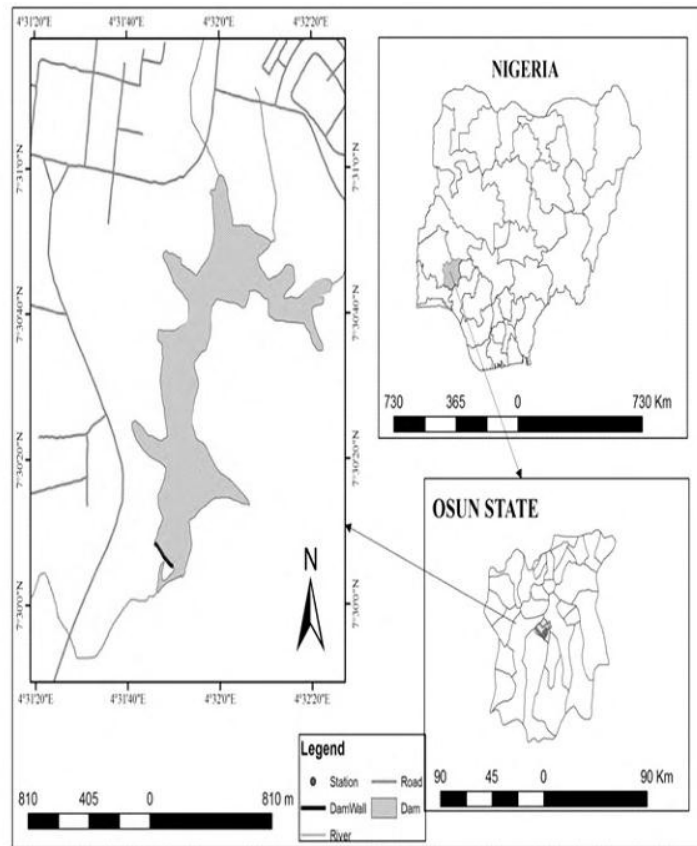 4°31'20"E 4°31'40"E 4°32'0"E 4°32'20"E
7°31'0"N
7°30'40"N
7°30'20"N
7°30'0"N
7°31'0"N
7°30'40"N
7°30'20"N
7°30'0"N
N
4°31'20"E 4°31'40"E 4°32'0"E 4°32'20"E
810 405 0 810 m
NIGERIA
730 365 0 730 Km
OSUN STATE
90 45 0 90 Km
Legend
Station Road
DamWall Dam
River